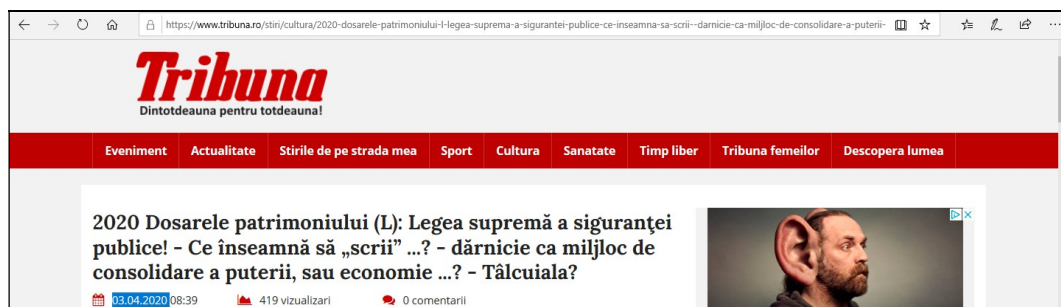 https://www.tribuna.ro/stiri/cultura/2020-dosarele-patrimoniului-l-legea-suprema-a-sigurantei-publice-ce-inseamna-sa-scrii--darnicie-ca-miljloc-de-consolidare-a-puterii-
Tribuna
Dintotdeauna pentru totdeauna!
Eveniment Actualitate Stirile de pe strada mea Sport Cultura Sanatate Timp liber Tribuna femeilor Descopera lumea
2020 Dosarele patrimoniului (L): Legea supremă a siguranţei
publice! - Ce înseamnă să „scrii” ...? - dărnicie ca miljloc de
consolidare a puterii, sau economie ...? - Tâlcuiala?
03.04.2020 08:39 419 vizualizari 0 comentarii